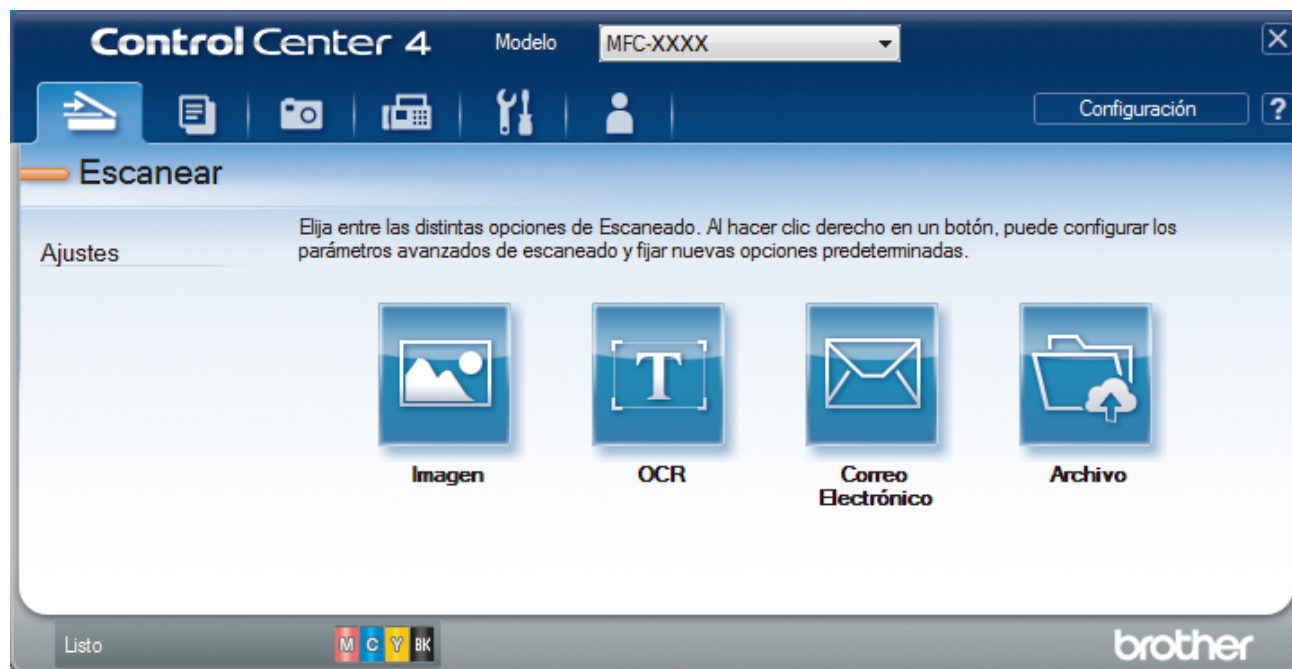 Control Center 4
Modelo
MFC-XXXX
Configuración
?
Escanear
Ajustes
Elija entre las distintas opciones de Escaneado. Al hacer clic derecho en un botón, puede configurar los
parámetros avanzados de escaneado y fijar nuevas opciones predeterminadas.
T
Imagen
OCR
Correo
Electrónico
Archivo
Listo
M C Y BK
brother